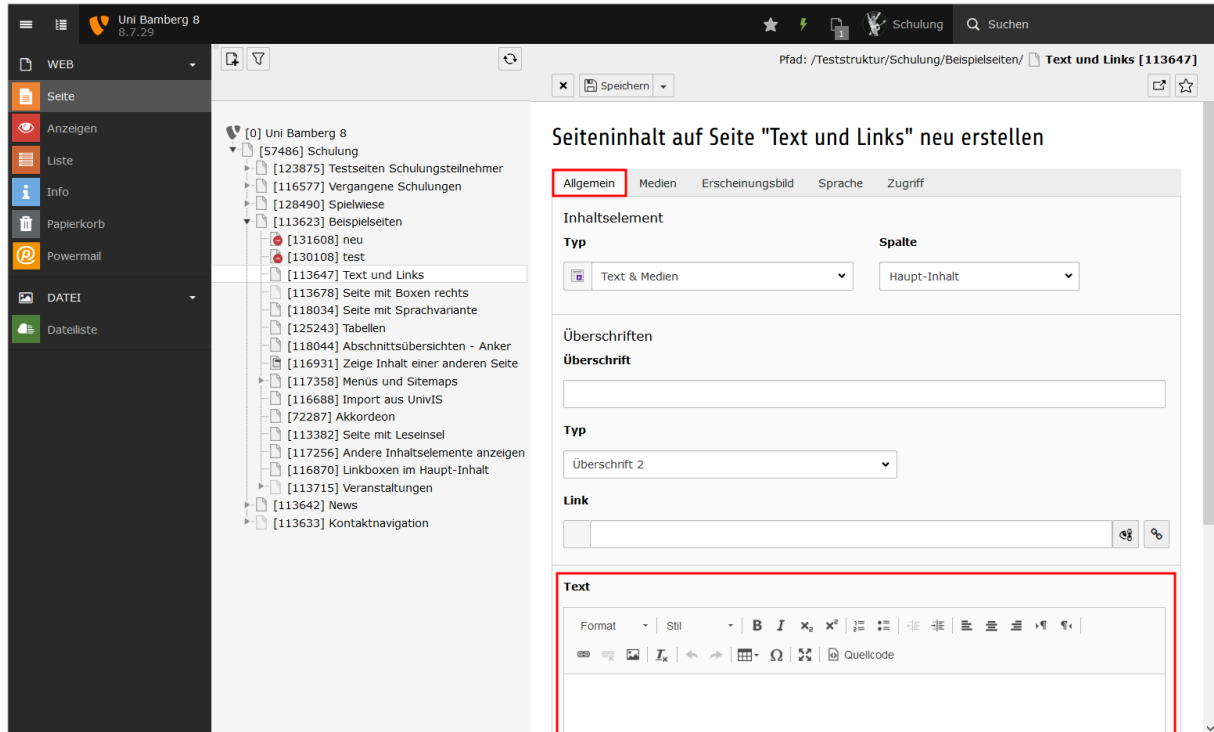 Uni Bamberg 8
8.7.29
1
Schulung
Suchen
WEB
Seite
Anzeigen
Liste
Info
Papierkorb
Powermail
DATEI
Dateiliste
[0] Uni Bamberg 8
[57486] Schulung
[123875] Testseiten Schulungsteilnehmer
[116577] Vergangene Schulungen
[128490] Spielwiese
[113623] Beispielseiten
[131608] neu
[130108] test
[113647] Text und Links
[113678] Seite mit Boxen rechts
[118034] Seite mit Sprachvariante
[125243] Tabellen
[118044] Abschnittsübersichten - Anker
[116931] Zeige Inhalt einer anderen Seite
[117358] Menüs und Sitemaps
[116688] Import aus UnivIS
[72287] Akkordeon
[113382] Seite mit Leseinsel
[117256] Andere Inhaltselemente anzeigen
[116870] Linkboxen im Haupt-Inhalt
[113715] Veranstaltungen
[113642] News
[113633] Kontaktnavigation
Pfad: /Teststruktur/Schulung/Beispielseiten/ Text und Links [113647]
Speichern
Seiteninhalt auf Seite "Text und Links" neu erstellen
Allgemein Medien Erscheinungsbild Sprache Zugriff
Inhaltselement
Typ Spalte
Text & Medien Haupt-Inhalt
Überschriften
Überschrift
Typ
Überschrift 2
Link
Text
Format Stil B I x₂ x²
Ix Ω Quellcode